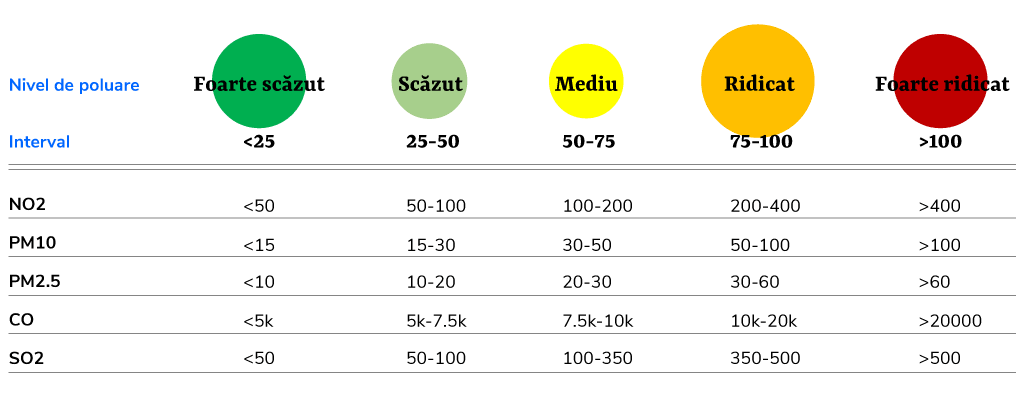 Nivel de poluare Foarte scăzut Scăzut Mediu Ridicat Foarte ridicat
Interval <25 25-50 50-75 75-100 >100
NO2 <50 50-100 100-200 200-400 >400
PM10 <15 15-30 30-50 50-100 >100
PM2.5 <10 10-20 20-30 30-60 >60
CO <5k 5k-7.5k 7.5k-10k 10k-20k >20000
SO2 <50 50-100 100-350 350-500 >500